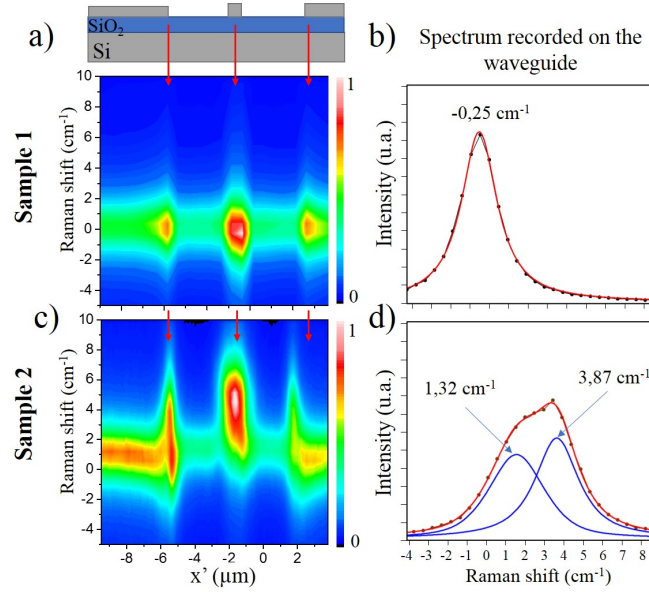 a)
SiO2
Si
b)
Spectrum recorded on the
waveguide
Sample 1
Raman shift (cm-1)
10
8
6
4
2
0
-2
-4
1
0
Intensity (u.a.)
-0,25 cm-1
c)
Sample 2
Raman shift (cm-1)
10
8
6
4
2
0
-2
-4
1
0
-8 -6 -4 -2 0 2
x' (μm)
d)
Intensity (u.a.)
1,32 cm-1
3,87 cm-1
-4 -3 -2 -1 0 1 2 3 4 5 6 7 8
Raman shift (cm-1)